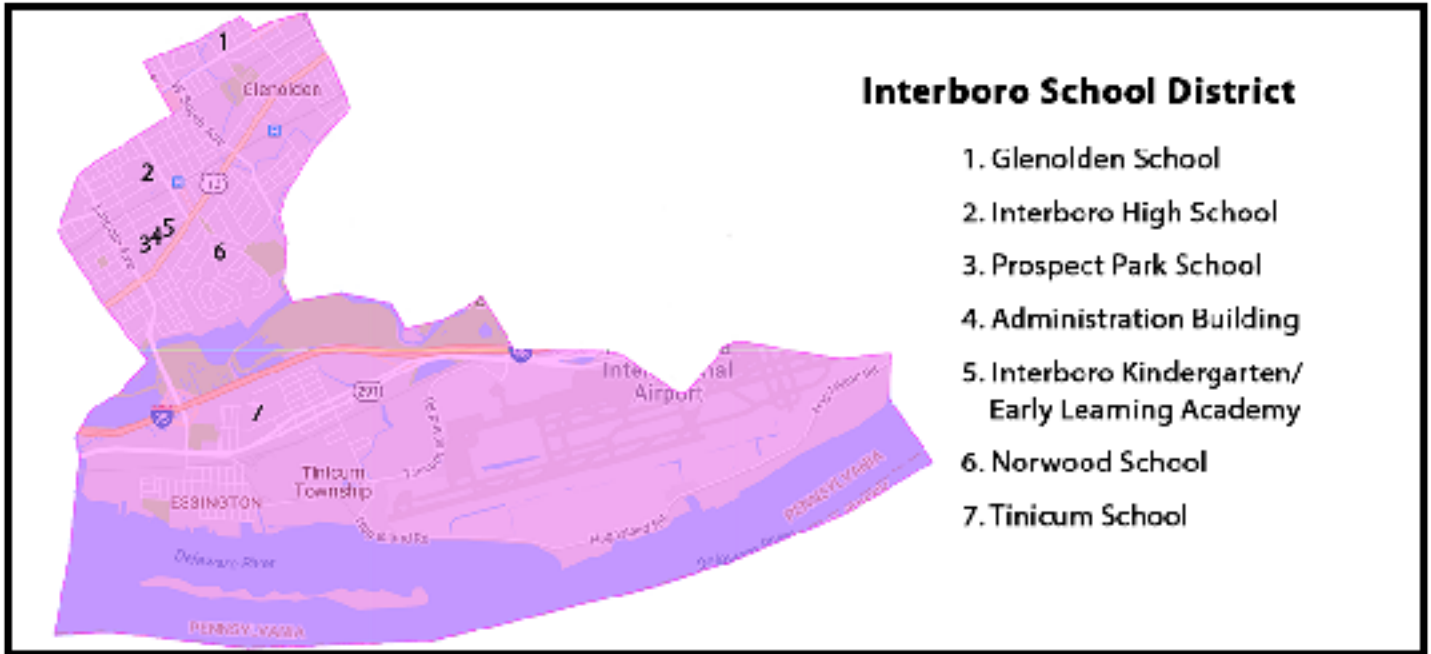 1
Glenolden
2
13
345
6
Airport
291
95
7
Tinicum
Township
ESSINGTON
PENNSYLVANIA
Delaware River
PENNSYLVANIA
Interboro School District
1. Glenolden School
2. Interboro High School
3. Prospect Park School
4. Administration Building
5. Interboro Kindergarten/
Early Learning Academy
6. Norwood School
7. Tinicum School